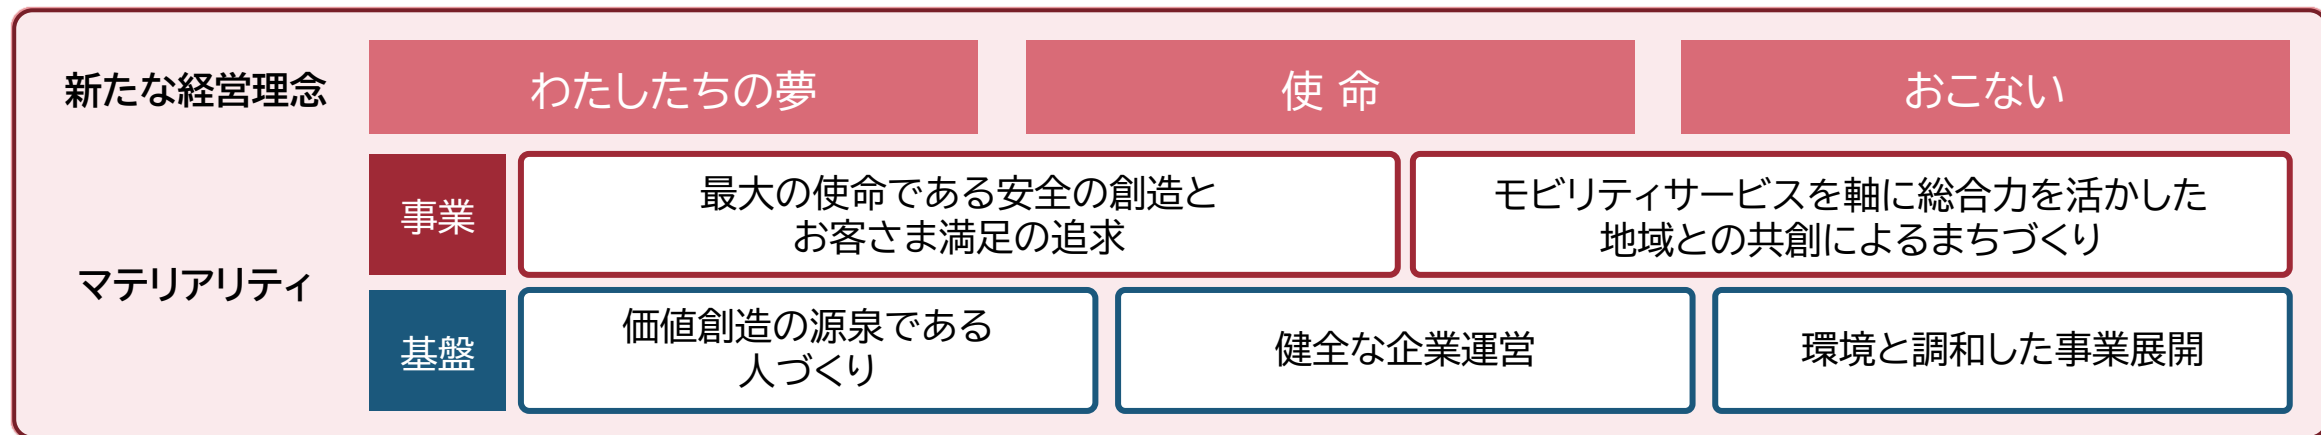 新たな経営理念
わたしたちの夢
使 命
おこない
マテリアリティ
事業
最大の使命である安全の創造と
お客さま満足の追求
モビリティサービスを軸に総合力を活かした
地域との共創によるまちづくり
基盤
価値創造の源泉である
人づくり
健全な企業運営
環境と調和した事業展開